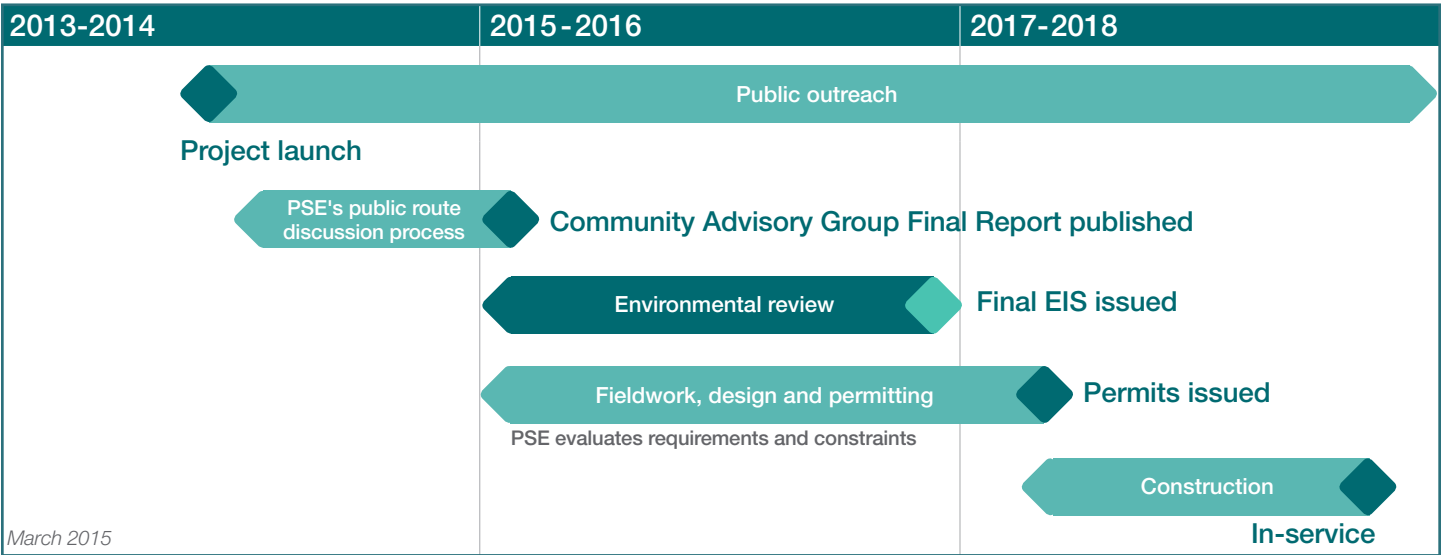 2013-2014
2015-2016
2017-2018
Public outreach
Project launch
PSE's public route
discussion process
Community Advisory Group Final Report published
Environmental review
Final EIS issued
Fieldwork, design and permitting
Permits issued
PSE evaluates requirements and constraints
Construction
In-service
March 2015